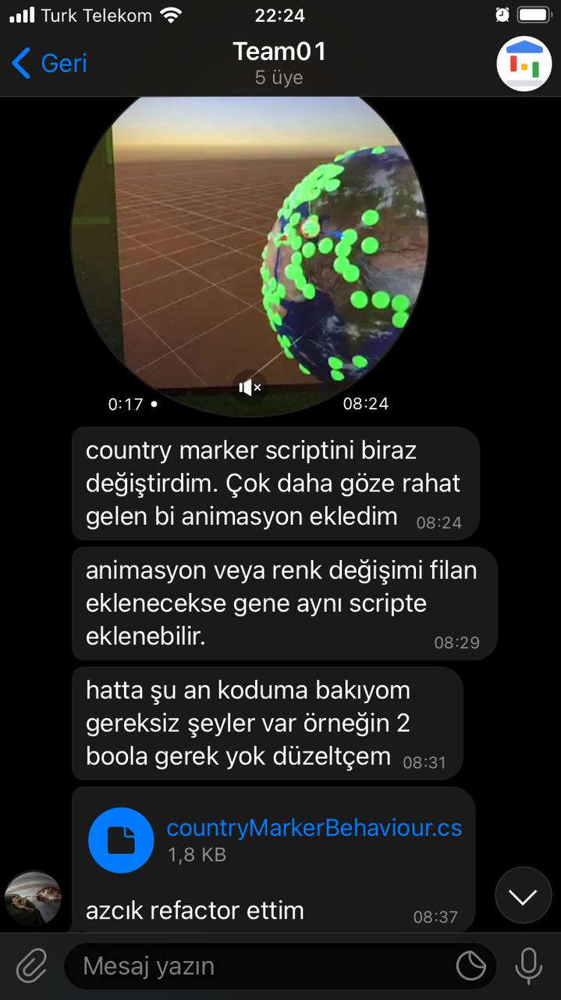 Turk Telekom
22:24
Geri
Team01
5 üye
0:17
08:24
country marker scriptini biraz
değiştirdim. Çok daha göze rahat
gelen bi animasyon ekledim
08:24
animasyon veya renk değişimi filan
eklenecekse gene aynı scripte
eklenebilir.
08:29
hatta şu an koduma bakıyom
gereksiz şeyler var örneğin 2
boola gerek yok düzeltçem
08:31
countryMarkerBehaviour.cs
1,8 KB
azcık refactor ettim
08:37
Mesaj yazın